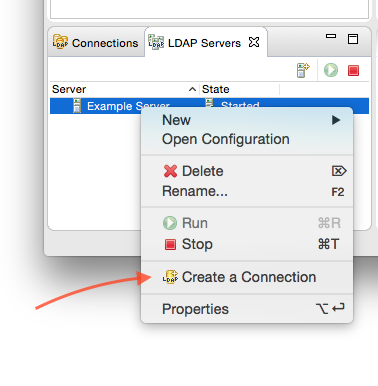 Connections LDAP Servers
Server State
Example Server Started
New
Open Configuration
Delete
Rename... F2
Run ⌘R
Stop ⌘T
LDAP Create a Connection
Properties ⌥↩